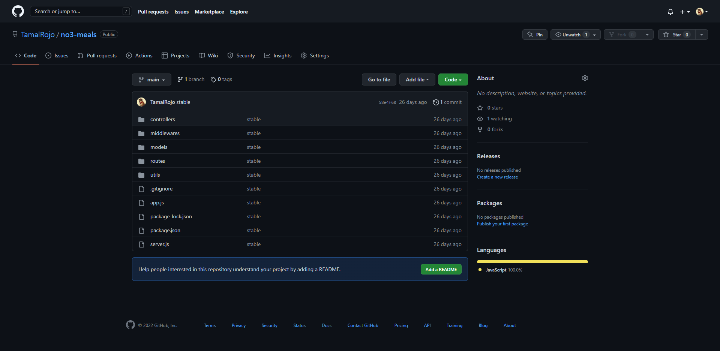 Search or jump to... / Pull requests Issues Marketplace Explore
TamalRojo / no3-meals Public Pin Unwatch 1 Fork Star 0
Code Issues Pull requests Actions Projects Wiki Security Insights Settings
main 1 branch 0 tags Go to file Add file Code
TamalRojo stable 26 days ago 1 commit
controllers stable 26 days ago
middlewares stable 26 days ago
models stable 26 days ago
routes stable 26 days ago
utils stable 26 days ago
.gitignore stable 26 days ago
app.js stable 26 days ago
package-lock.json stable 26 days ago
package.json stable 26 days ago
server.js stable 26 days ago
Help people interested in this repository understand your project by adding a README. Add a README
About
No description, website, or topics provided.
0 stars
1 watching
0 forks
Releases
No releases published
Create a new release
Packages
No packages published
Publish your first package
Languages
JavaScript 100.0%
© 2022 GitHub, Inc. Terms Privacy Security Status Docs Contact GitHub Pricing API Training Blog About